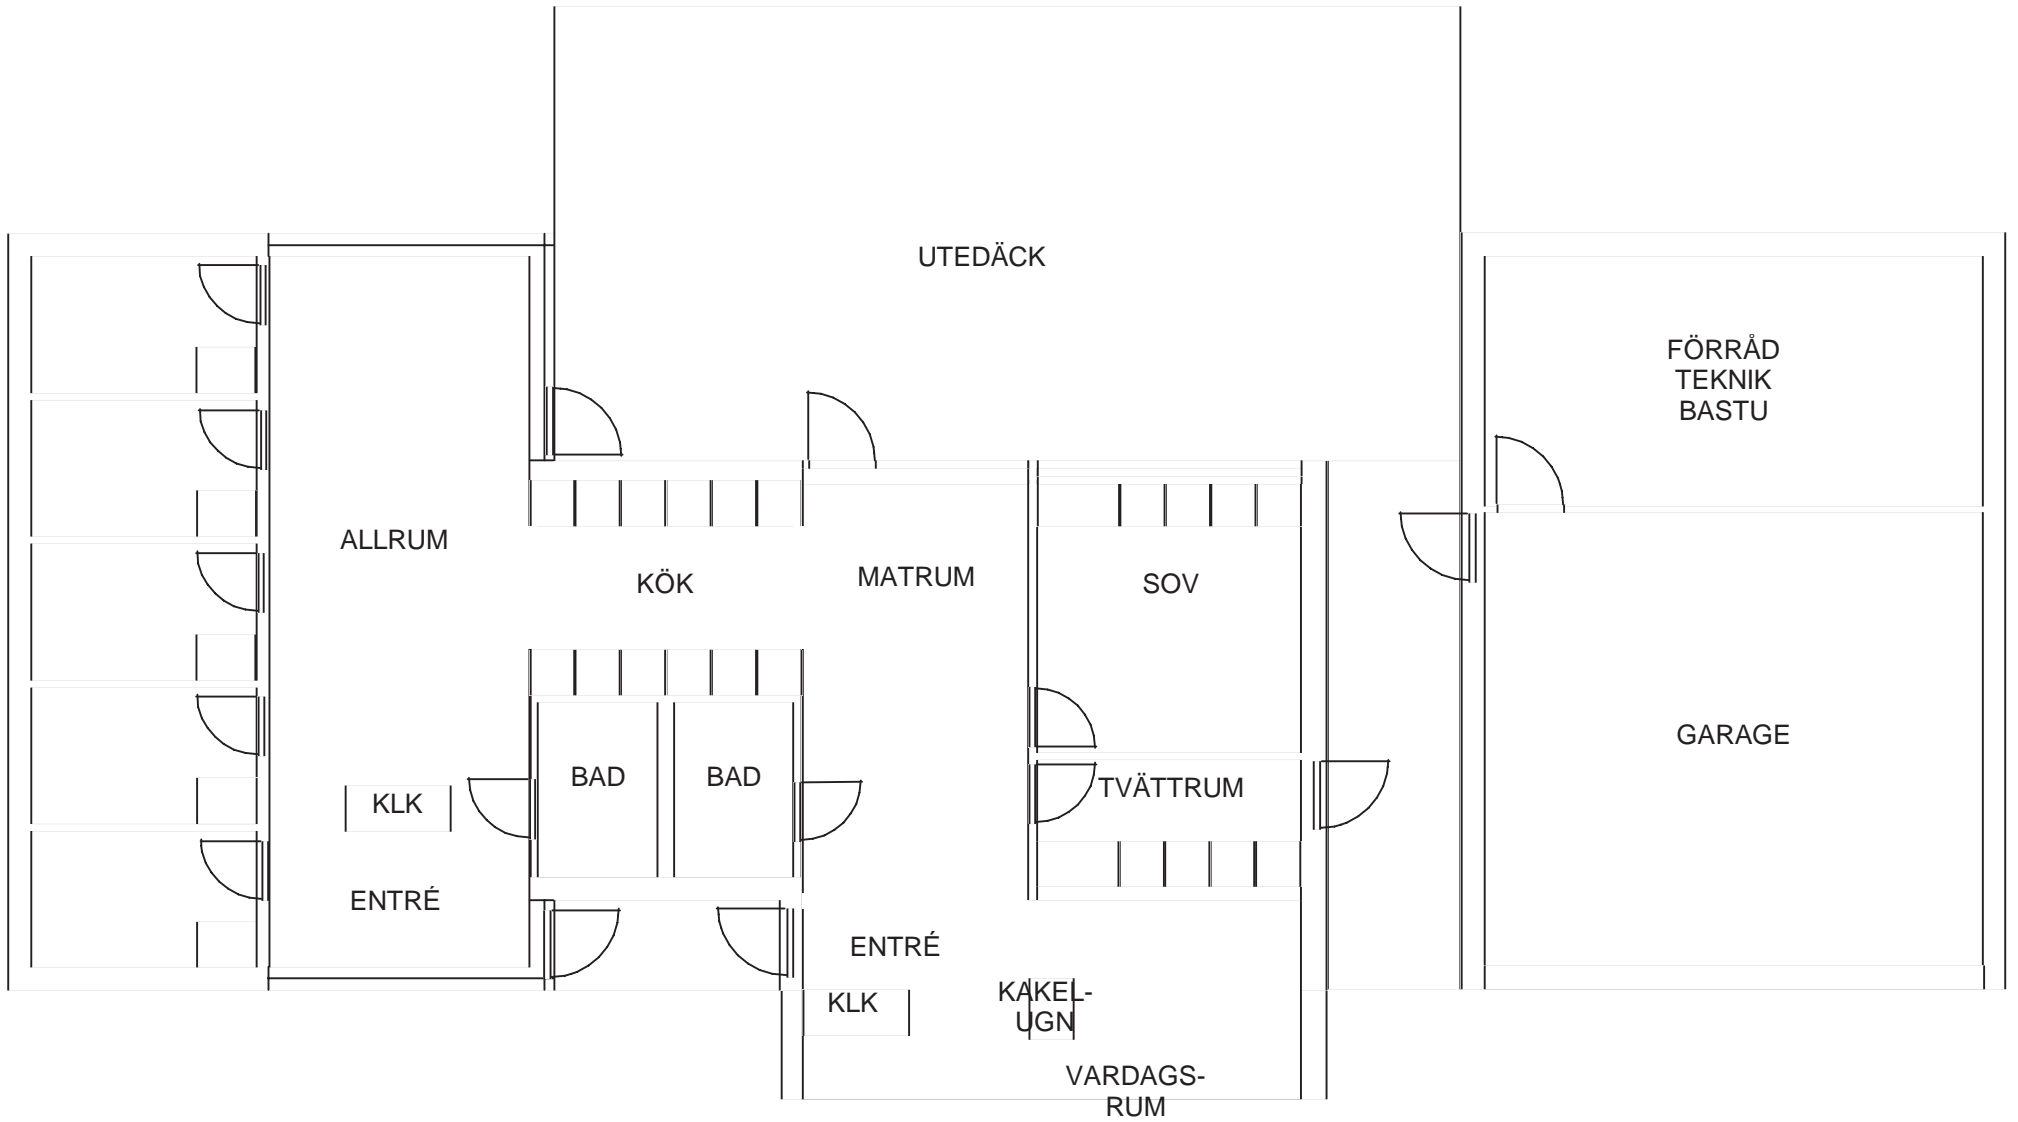 UTEDÄCK
FÖRRÅD
TEKNIK
BASTU
ALLRUM
KÖK
MATRUM
SOV
GARAGE
BAD
BAD
TVÄTTRUM
KLK
ENTRÉ
ENTRÉ
KLK
KAKEL-
UGN
VARDAGS-
RUM